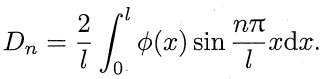 $D_n = \frac{2}{l} \int_0^l \phi(x) \sin \frac{n\pi}{l} x \mathrm{d}x.$